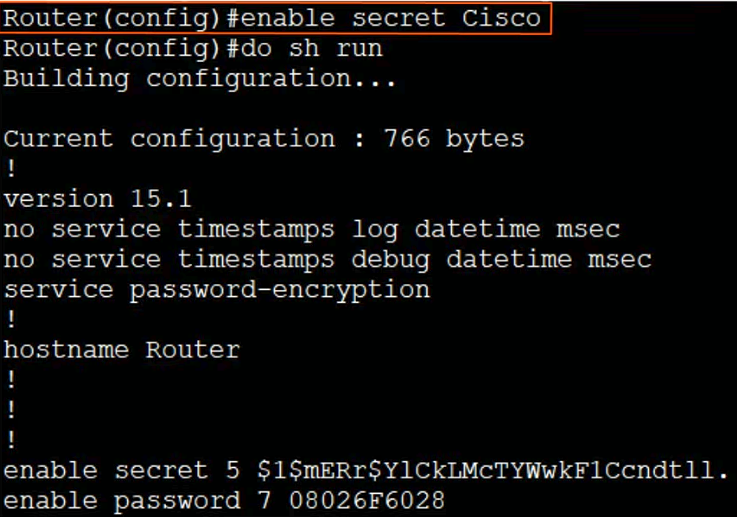 Router(config)#enable secret Cisco
Router(config)#do sh run
Building configuration...
Current configuration : 766 bytes
!
version 15.1
no service timestamps log datetime msec
no service timestamps debug datetime msec
service password-encryption
!
hostname Router
!
!
!
enable secret 5 $1$mERr$YlCkLMcTYWwkF1Ccndtll.
enable password 7 08026F6028